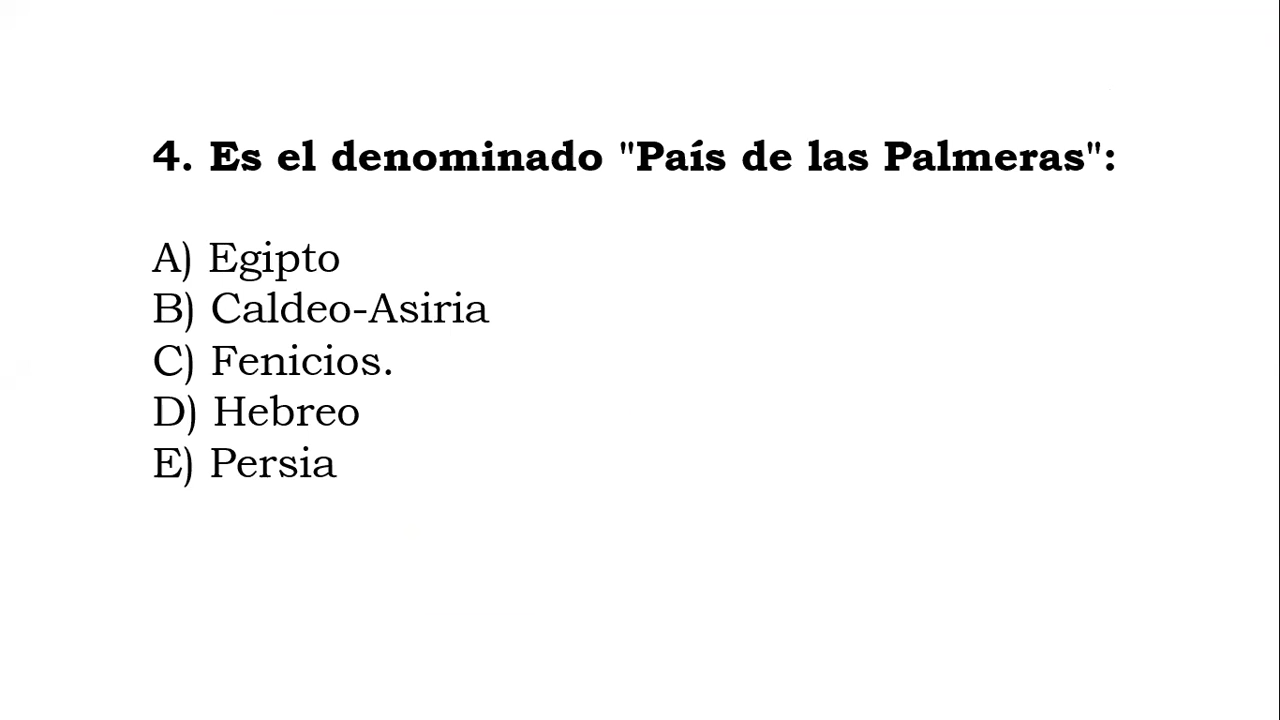 4. Es el denominado "País de las Palmeras":
A) Egipto
B) Caldeo-Asiria
C) Fenicios.
D) Hebreo
E) Persia